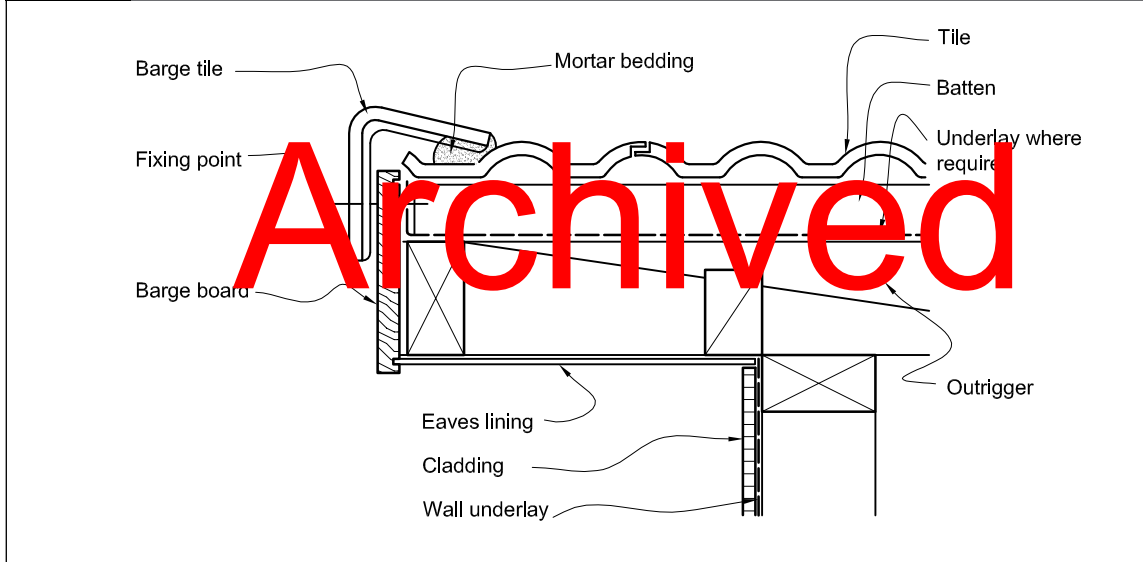 Tile
Mortar bedding
Barge tile
Batten
Underlay where
require
Fixing point
Archived
Barge board
Outrigger
Eaves lining
Cladding
Wall underlay